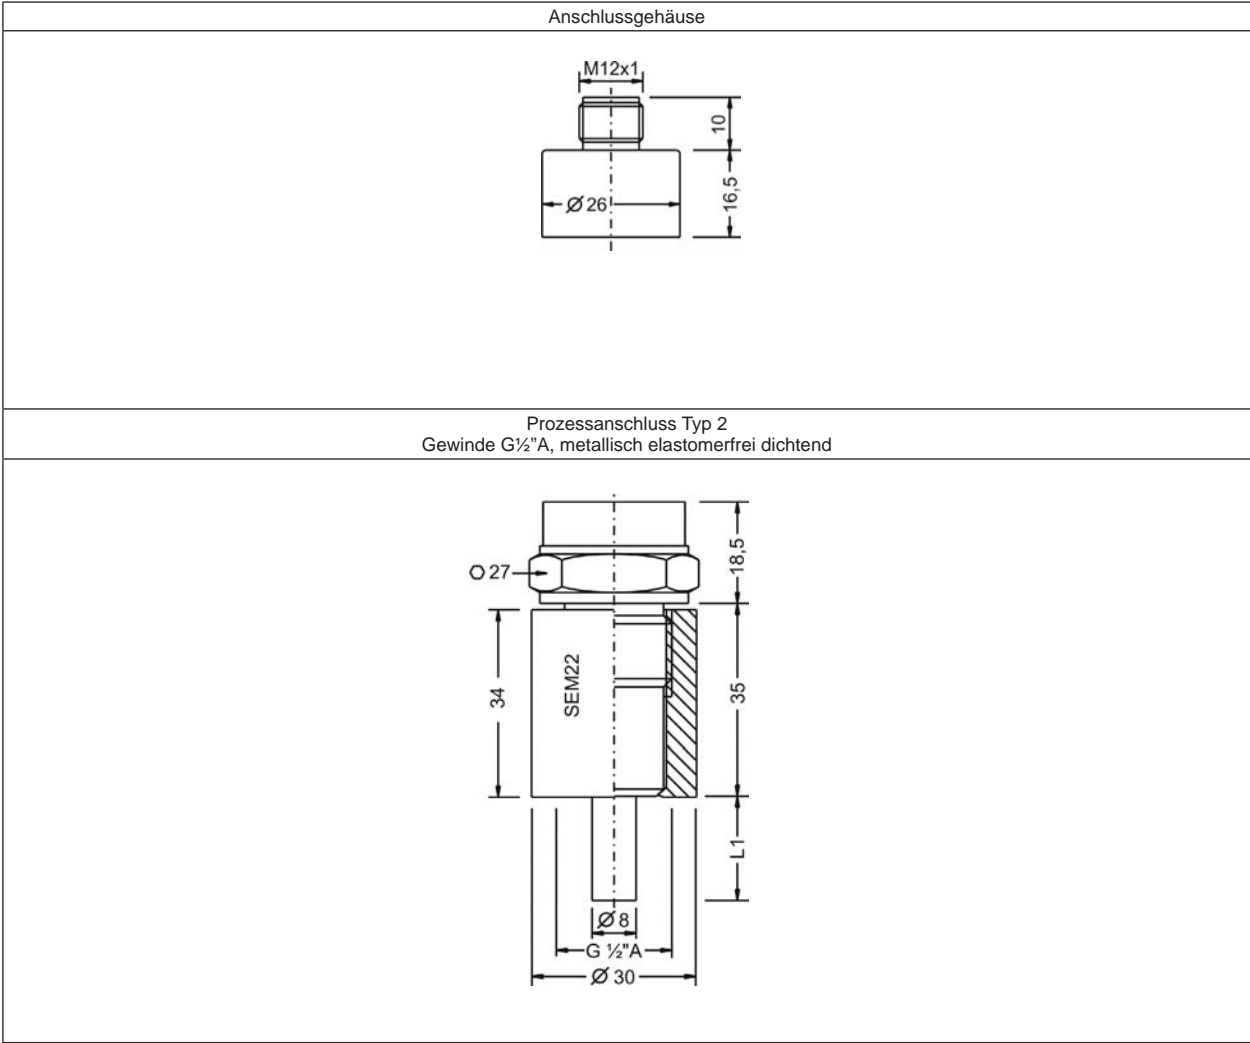 Anschlussgehäuse
M12x1
10
Ø 26
16,5
Prozessanschluss Typ 2
Gewinde G½”A, metallisch elastomerfrei dichtend
18,5
27
SEM22
34
35
L1
Ø 8
G ½"A
Ø 30